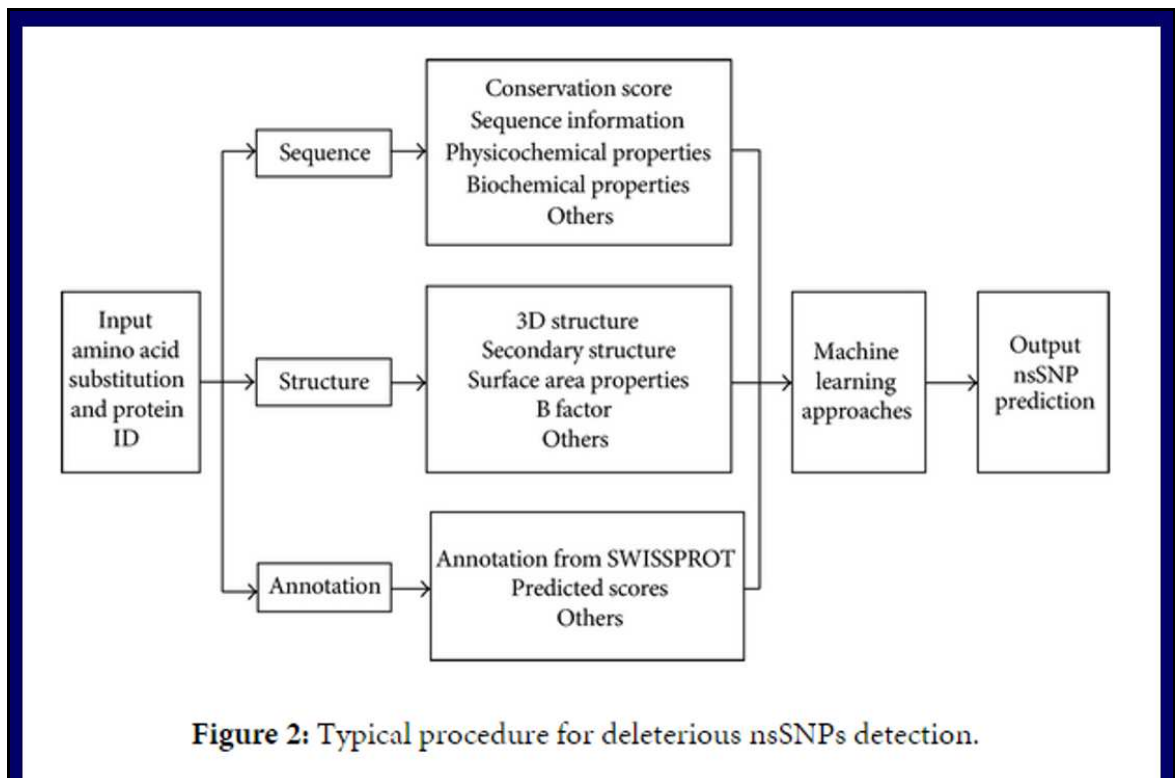 Input
amino acid
substitution
and protein
ID
Sequence
Conservation score
Sequence information
Physicochemical properties
Biochemical properties
Others
Structure
3D structure
Secondary structure
Surface area properties
B factor
Others
Annotation
Annotation from SWISSPROT
Predicted scores
Others
Machine
learning
approaches
Output
nsSNP
prediction
Figure 2: Typical procedure for deleterious nsSNPs detection.